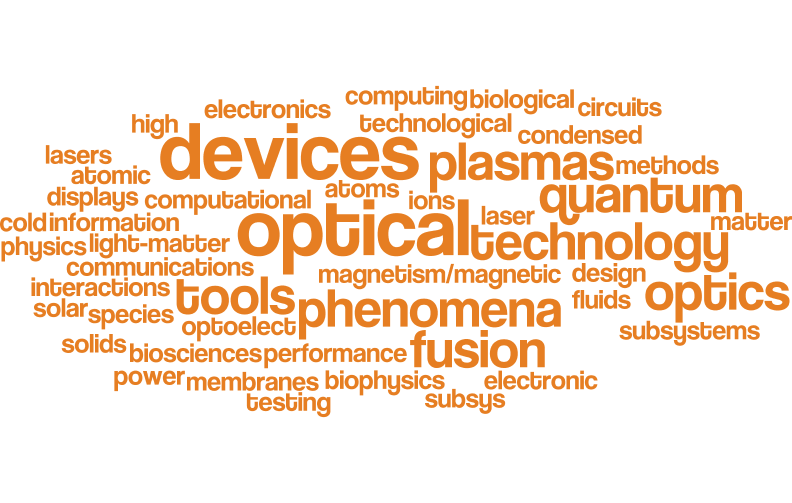 computing biological
electronics circuits
high technological condensed
devices plasmas methods
lasers
atomic
displays computational atoms ions quantum
cold information optical laser matter
physics light-matter technology
communications magnetism/magnetic design
interactions tools phenomena fluids optics
solar species
optoelect subsystems
solids biosciences performance fusion
power membranes biophysics electronic
testing subsys